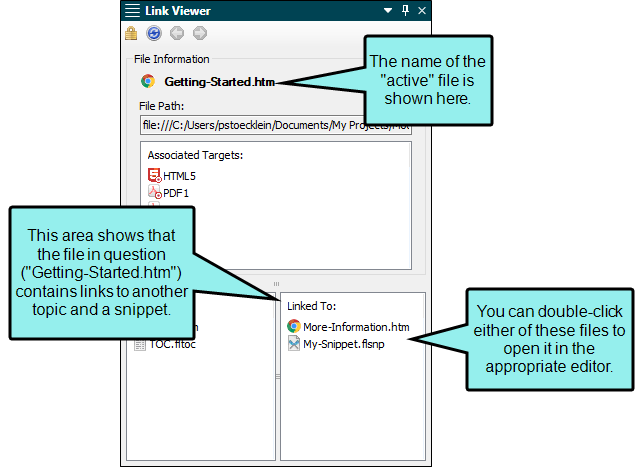 Link Viewer
File Information
Getting-Started.htm
The name of the
"active" file is
shown here.
File Path:
file:///C:/Users/pstoecklein/Documents/My Projects/
Associated Targets:
HTML5
PDF1
This area shows that
the file in question
("Getting-Started.htm")
contains links to another
topic and a snippet.
TOC.fltoc
Linked To:
More-Information.htm
My-Snippet.flsnp
You can double-click
either of these files to
open it in the
appropriate editor.